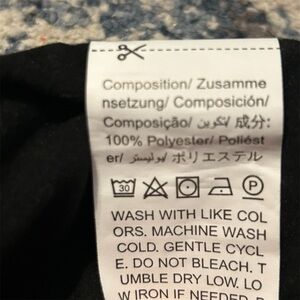 Composition/ Zusamme
nsetzung/ Composición/
Composição/ تكوين/ 成分:
100% Polyester/ Poliést
er/ بوليستر/ ポリエステル
30 P
WASH WITH LIKE COL
ORS. MACHINE WASH
COLD. GENTLE CYCL
E. DO NOT BLEACH. T
UMBLE DRY LOW. LO
W IRON IF NEEDED